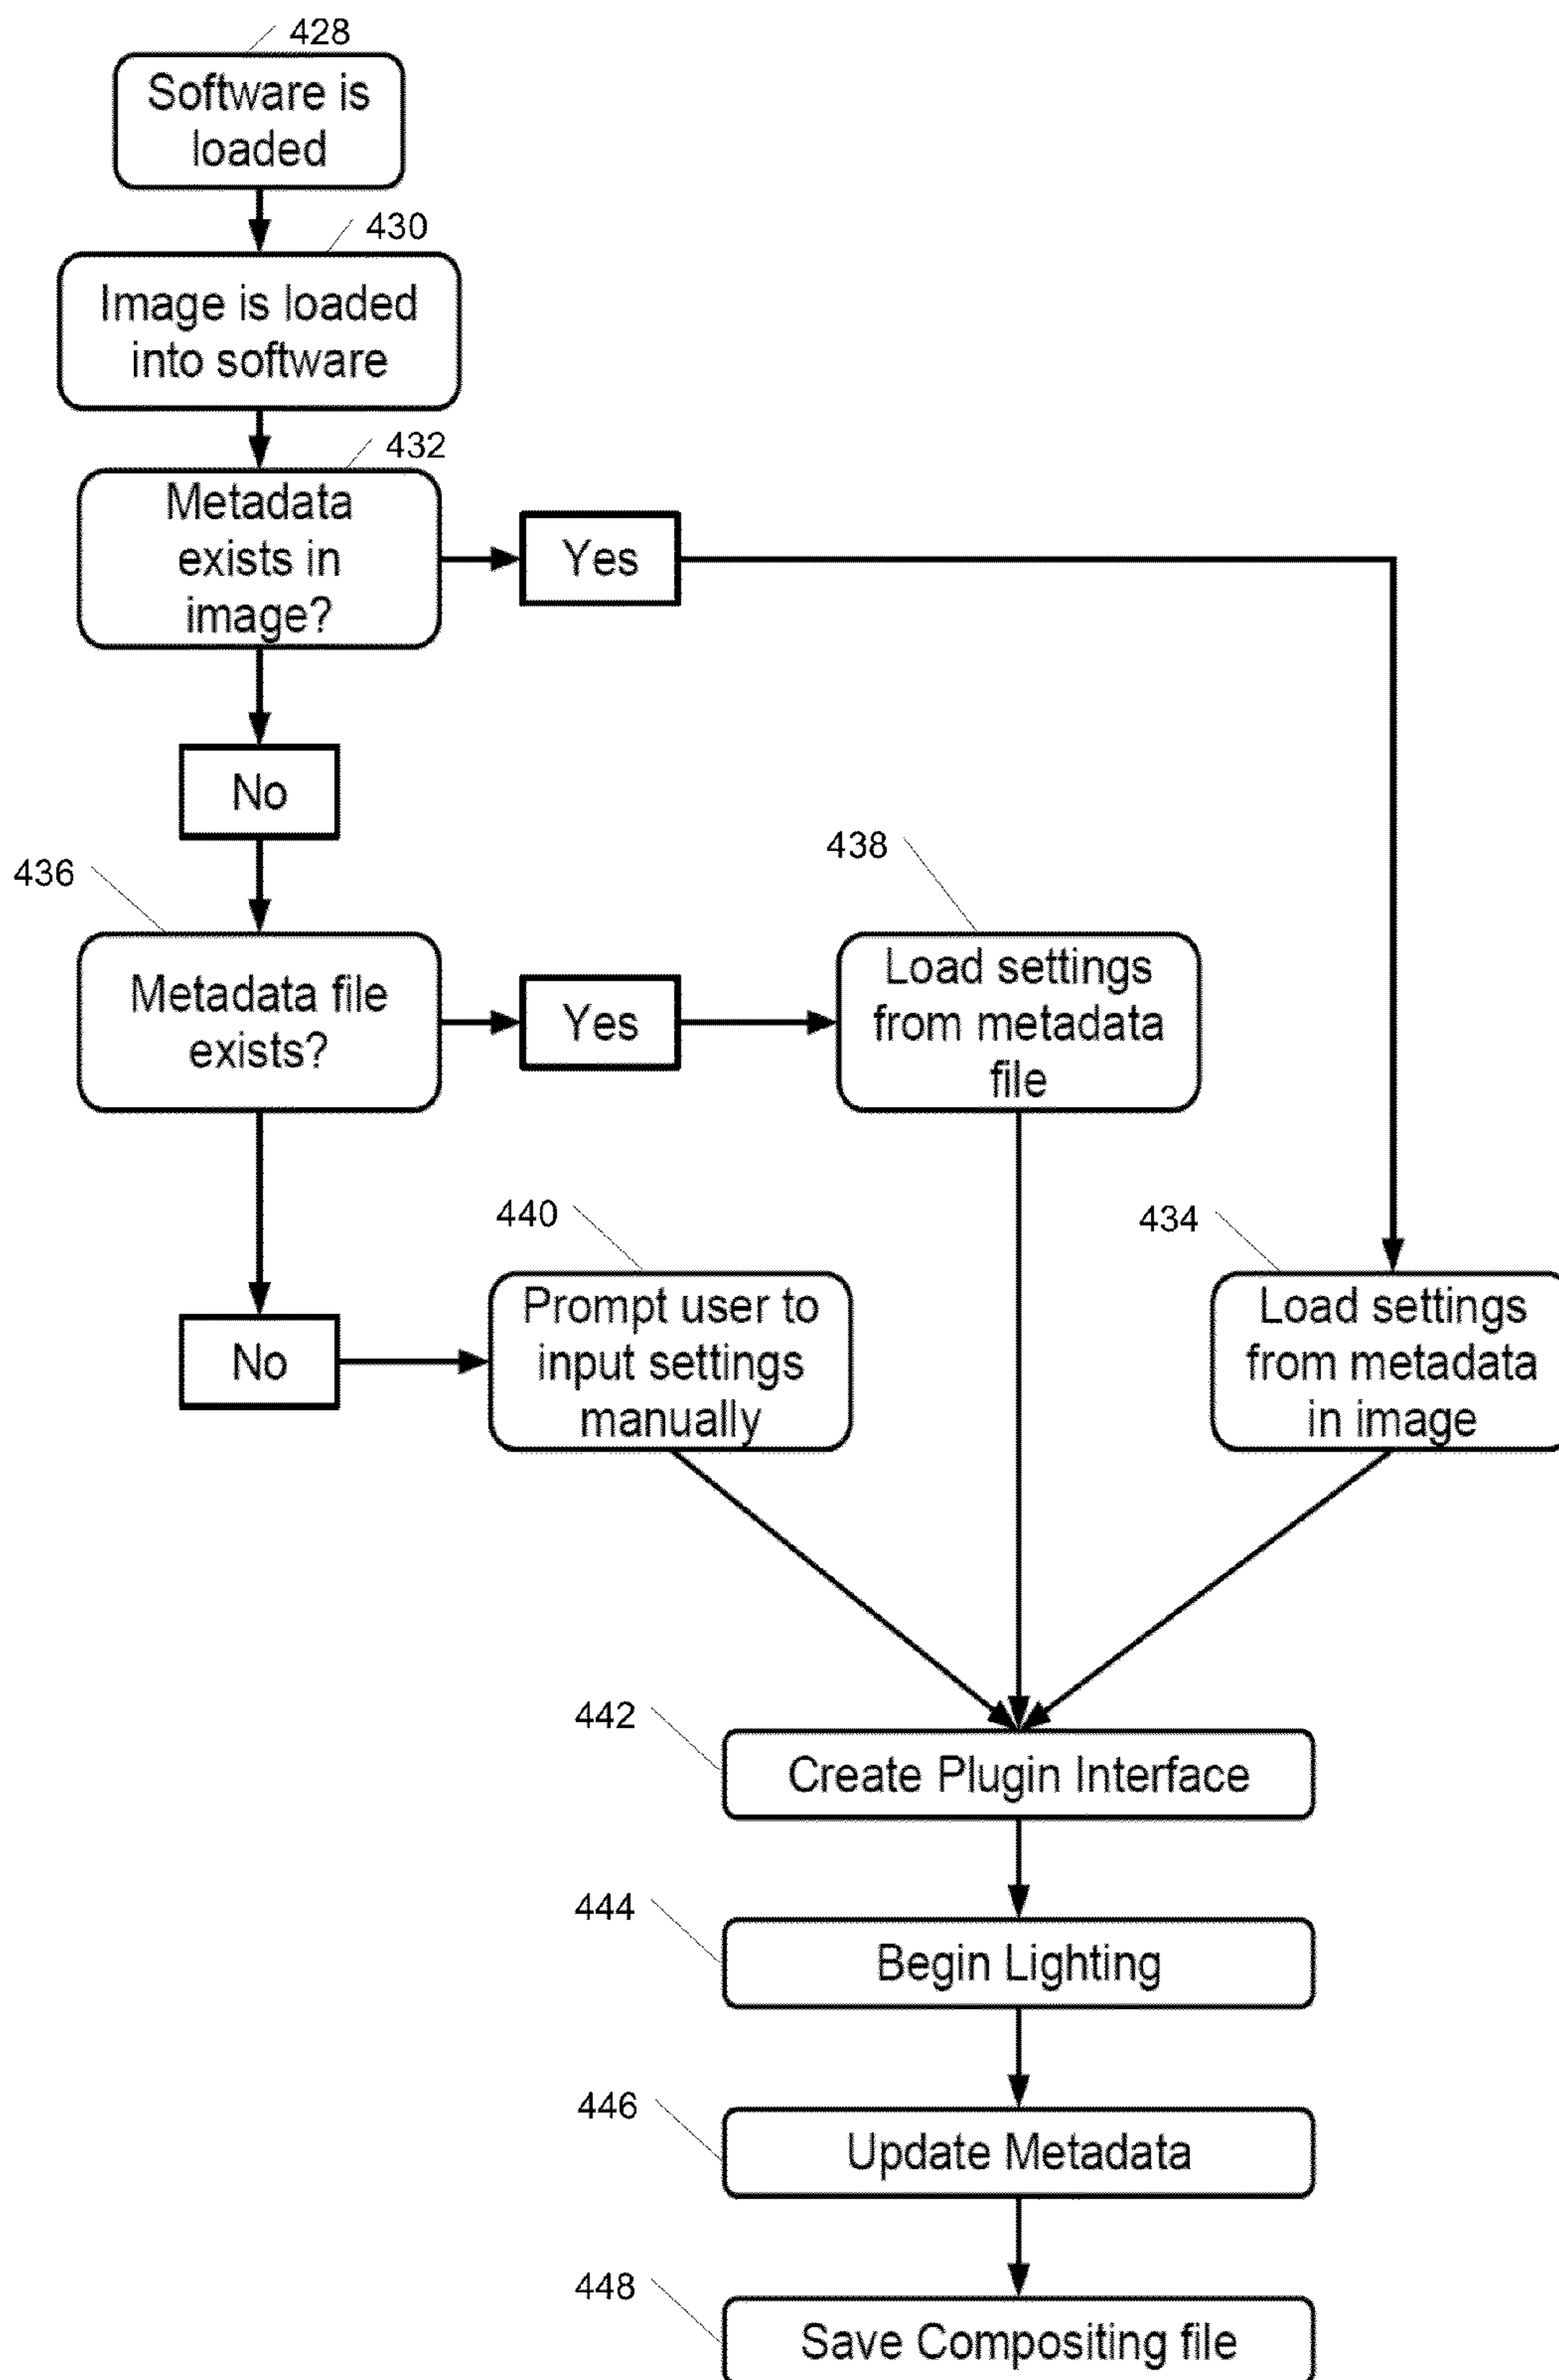 428
Software is
loaded
430
Image is loaded
into software
432
Metadata
exists in
image?
Yes
No
436
Metadata file
exists?
Yes
438
Load settings
from metadata
file
No
440
Prompt user to
input settings
manually
434
Load settings
from metadata
in image
442
Create Plugin Interface
444
Begin Lighting
446
Update Metadata
448
Save Compositing file